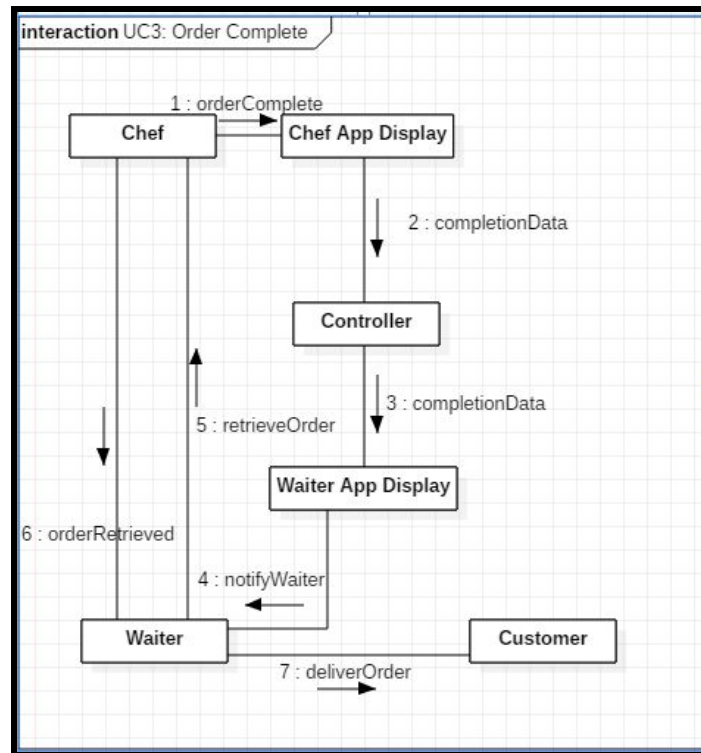 interaction UC3: Order Complete
1 : orderComplete
Chef
Chef App Display
2 : completionData
Controller
3 : completionData
5 : retrieveOrder
Waiter App Display
6 : orderRetrieved
4 : notifyWaiter
Waiter
Customer
7 : deliverOrder